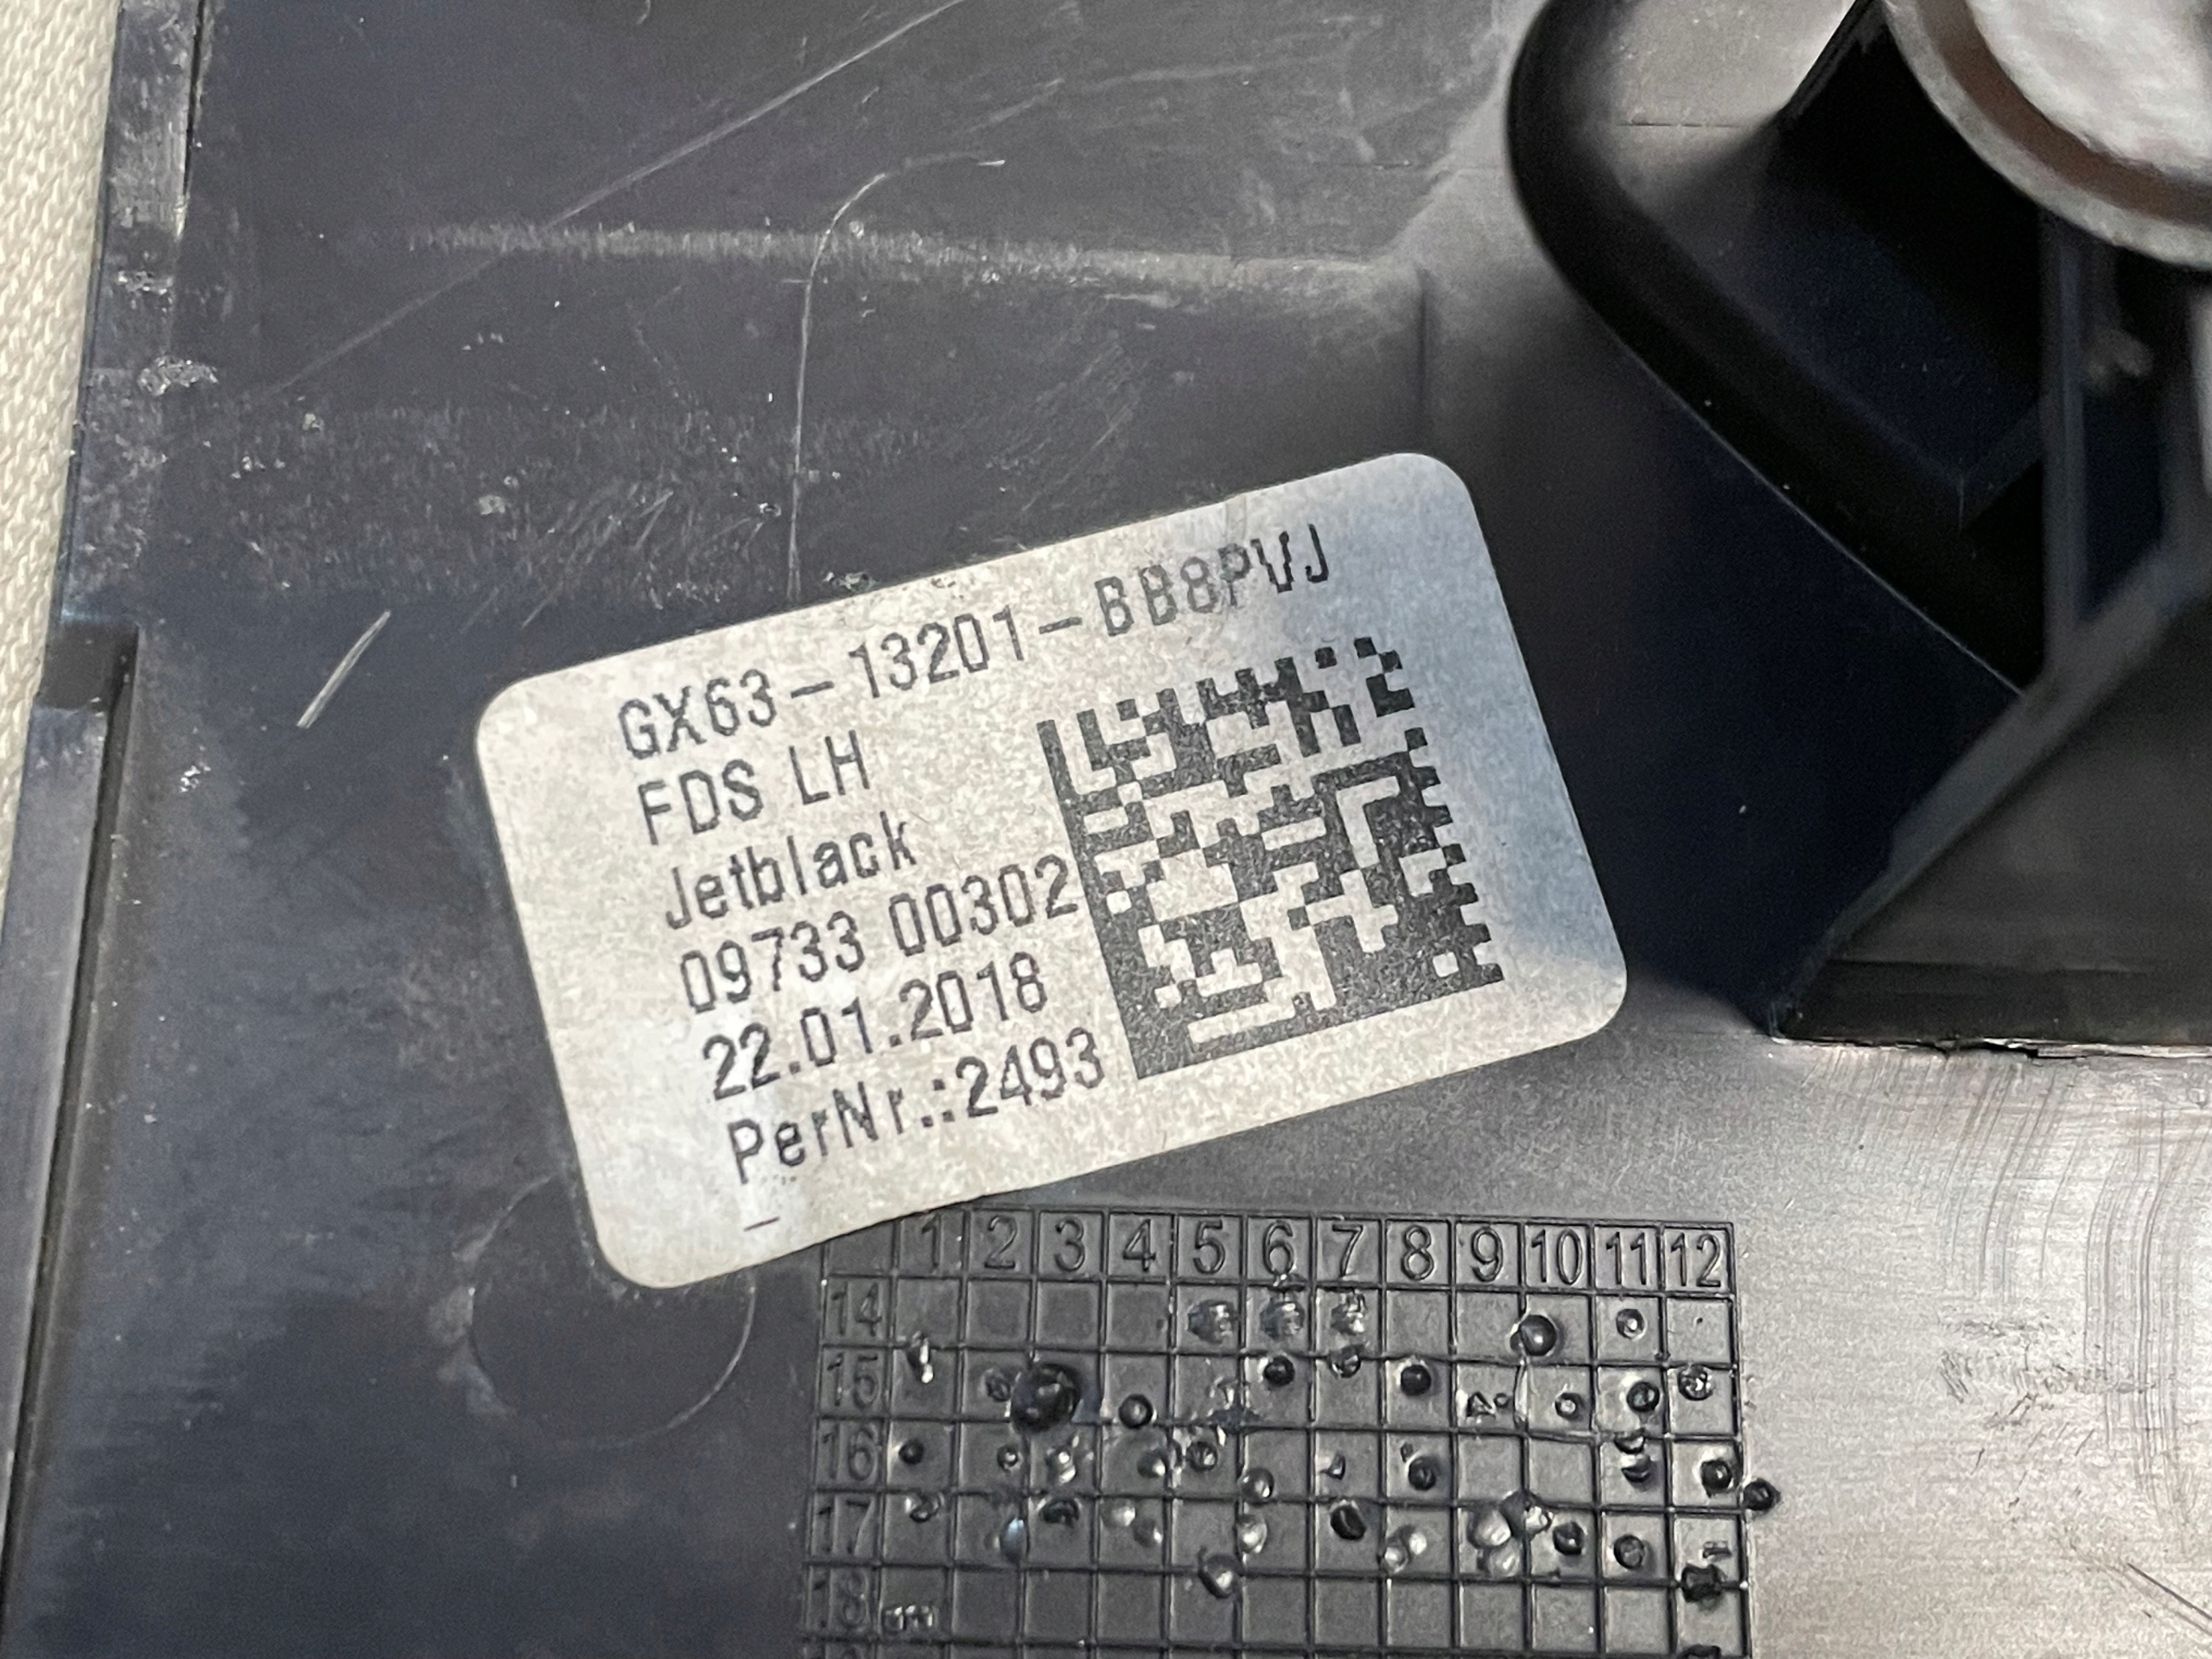 GX63-13201-BB8PVJ
FDS LH
Jetblack
09733 00302
22.01.2018
PerNr.:2493
_
1 2 3 4 5 6 7 8 9 10 11 12
14
15
16
17
18